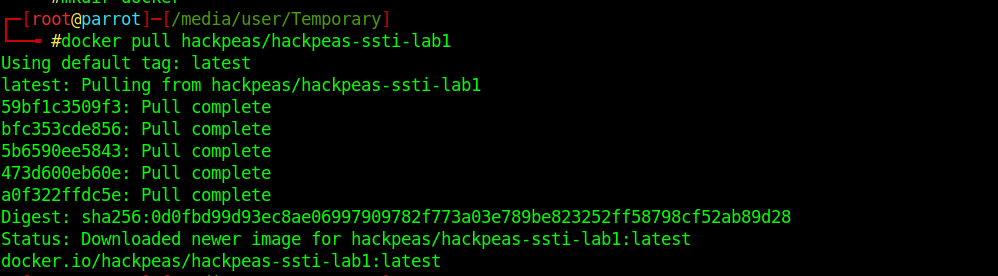 #mkdir docker
[root@parrot]─[/media/user/Temporary]
#docker pull hackpeas/hackpeas-ssti-lab1
Using default tag: latest
latest: Pulling from hackpeas/hackpeas-ssti-lab1
59bf1c3509f3: Pull complete
bfc353cde856: Pull complete
5b6590ee5843: Pull complete
473d600eb60e: Pull complete
a0f322ffdc5e: Pull complete
Digest: sha256:0d0fbd99d93ec8ae06997909782f773a03e789be823252ff58798cf52ab89d28
Status: Downloaded newer image for hackpeas/hackpeas-ssti-lab1:latest
docker.io/hackpeas/hackpeas-ssti-lab1:latest